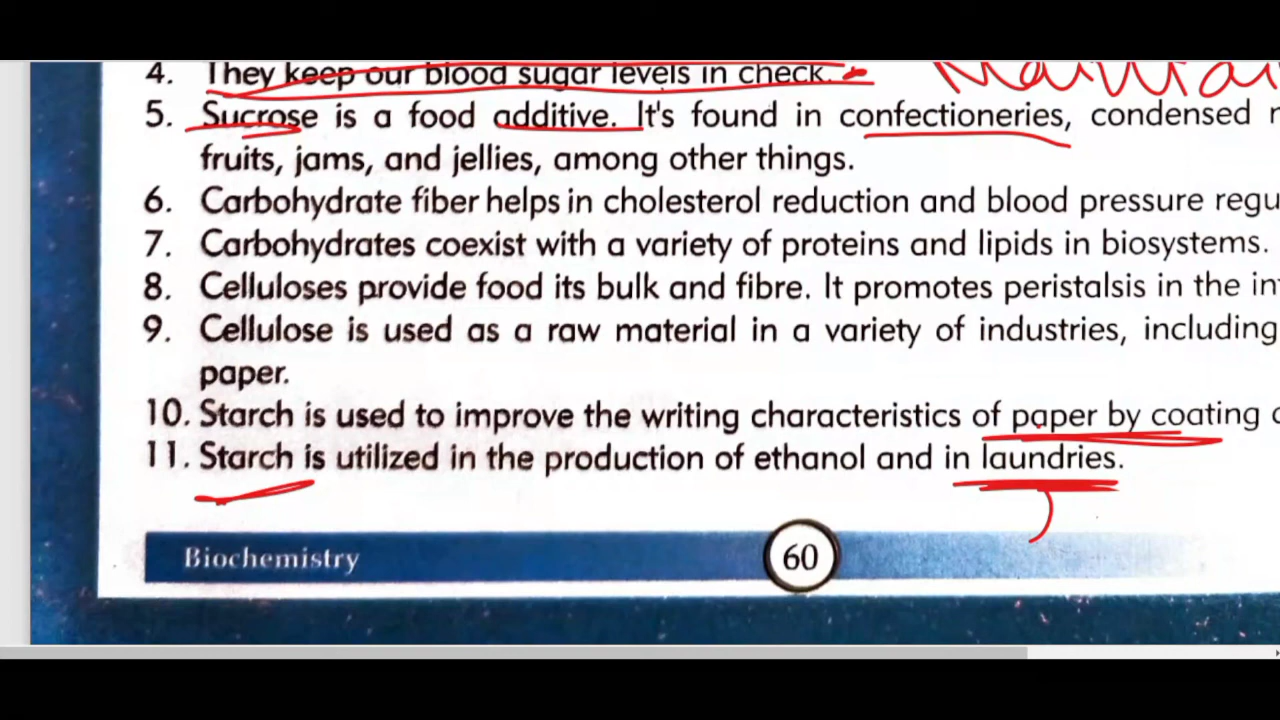 4. They keep our blood sugar levels in check.
5. Sucrose is a food additive. It's found in confectioneries, condensed
fruits, jams, and jellies, among other things.
6. Carbohydrate fiber helps in cholesterol reduction and blood pressure
7. Carbohydrates coexist with a variety of proteins and lipids in biosystems.
8. Celluloses provide food its bulk and fibre. It promotes peristalsis in the
9. Cellulose is used as a raw material in a variety of industries, including
paper.
10. Starch is used to improve the writing characteristics of paper by coating
11. Starch is utilized in the production of ethanol and in laundries.
Biochemistry
60